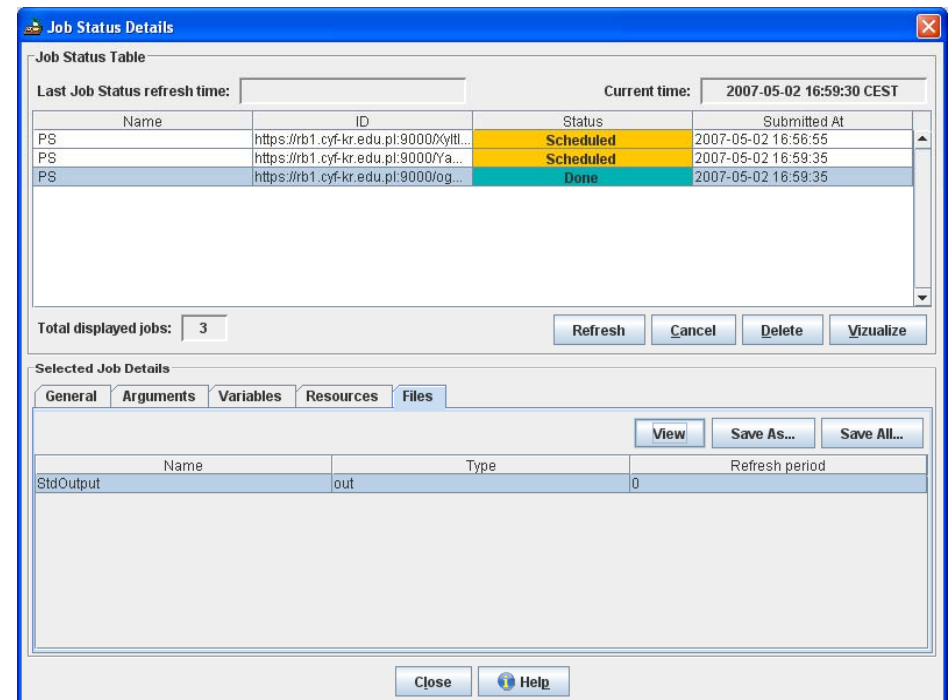 Job Status Details
Job Status Table
Last Job Status refresh time:
Current time: 2007-05-02 16:59:30 CEST
Name ID Status Submitted At
PS https://rb1.cyf-kr.edu.pl:9000/Xyltl... Scheduled 2007-05-02 16:56:55
PS https://rb1.cyf-kr.edu.pl:9000/Ya... Scheduled 2007-05-02 16:59:35
PS https://rb1.cyf-kr.edu.pl:9000/og... Done 2007-05-02 16:59:35
Total displayed jobs: 3 Refresh Cancel Delete Vizualize
Selected Job Details
General Arguments Variables Resources Files
View Save As... Save All...
Name Type Refresh period
StdOutput out 0
Close Help